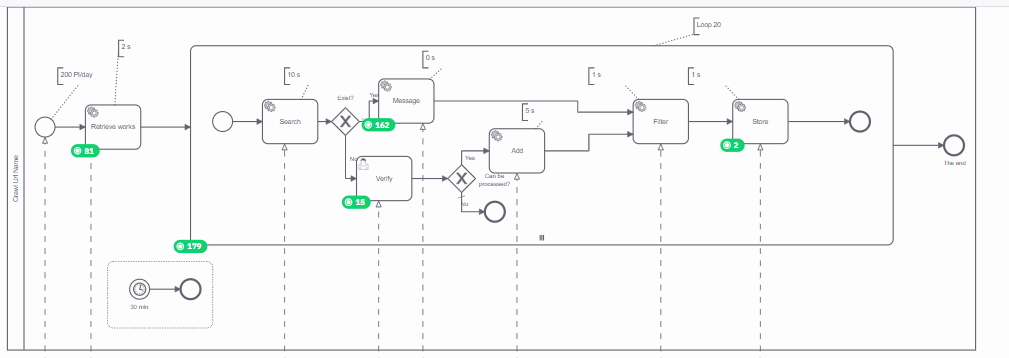 Loop 20
2 s
200 PI/day
10 s
0 s
1 s
1 s
5 s
Retrieve works
81
Search
Exist?
Yes
Message
162
No
Verify
15
Add
Yes
Can be
processed?
No
Filter
Store
2
179
The end
30 min
Crawl Url Name